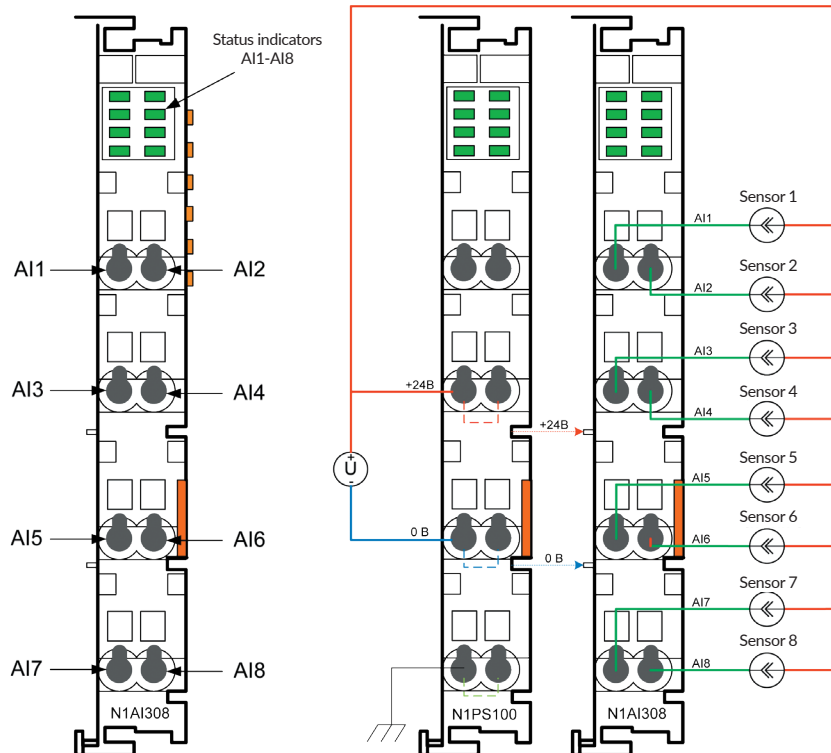 Status indicators
AI1-AI8
AI1
AI2
AI3
AI4
AI5
AI6
AI7
AI8
N1AI308
+24В
+
U
-
0 В
N1PS100
+24В
0 В
AI1
Sensor 1
AI2
Sensor 2
AI3
Sensor 3
AI4
Sensor 4
AI5
Sensor 5
AI6
Sensor 6
AI7
Sensor 7
AI8
Sensor 8
N1AI308